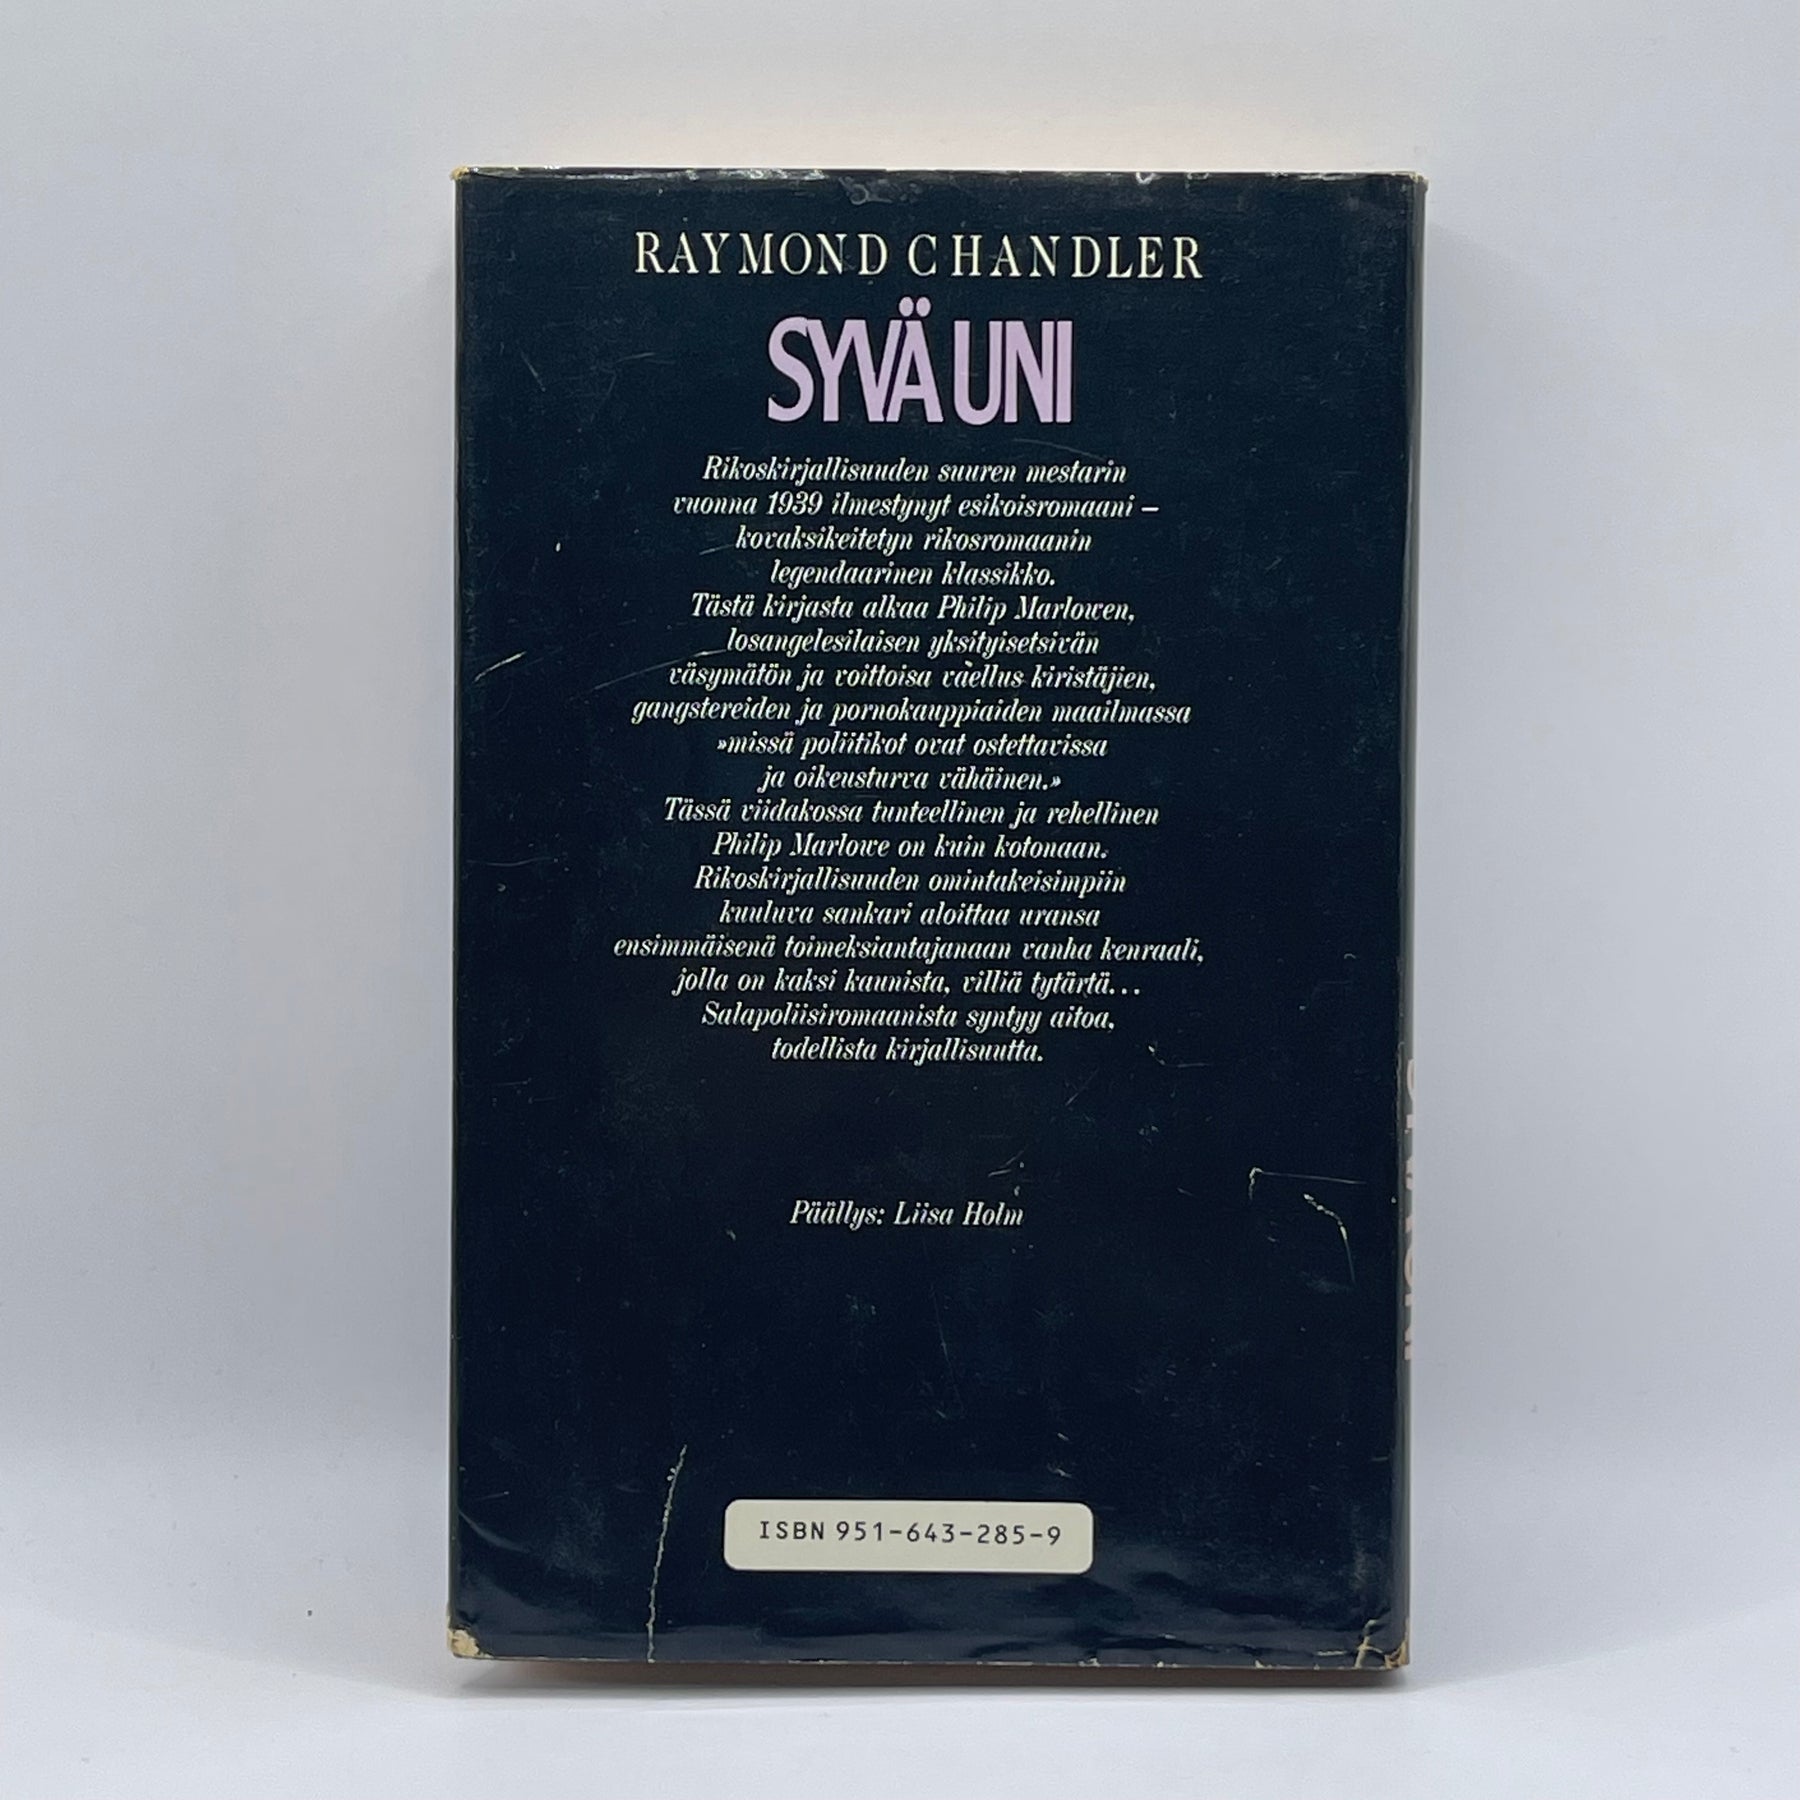 RAYMOND CHANDLER
SYVÄ UNI
Rikoskirjallisuuden suuren mestarin
vuonna 1939 ilmestynyt esikoisromaani –
kovaksikeitetyn rikosromaanin
legendaarinen klassikko.
Tästä kirjasta alkaa Philip Marlowen,
losangelesilaisen yksityisetsivän
väsymätön ja voittoisa vaellus kiristäjien,
gangstereiden ja pornokauppiaiden maailmassa
»missä poliitikot ovat ostettavissa
ja oikeusturva vähäinen.»
Tässä viidakossa tunteellinen ja rehellinen
Philip Marlowe on kuin kotonaan.
Rikoskirjallisuuden omintakeisimpiin
kuuluva sankari aloittaa uransa
ensimmäisenä toimeksiantajanaan vanha kenraali,
jolla on kaksi kaunista, villiä tytärtä...
Salapoliisiromaanista syntyy aitoa,
todellista kirjallisuutta.
Päällys: Liisa Holm
ISBN 951-643-285-9
SYVÄ UNI